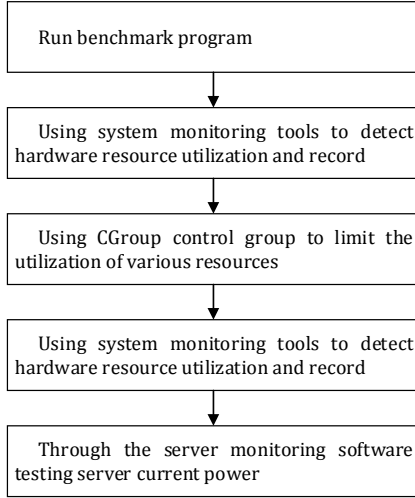 Run benchmark program
Using system monitoring tools to detect
hardware resource utilization and record
Using CGroup control group to limit the
utilization of various resources
Using system monitoring tools to detect
hardware resource utilization and record
Through the server monitoring software
testing server current power